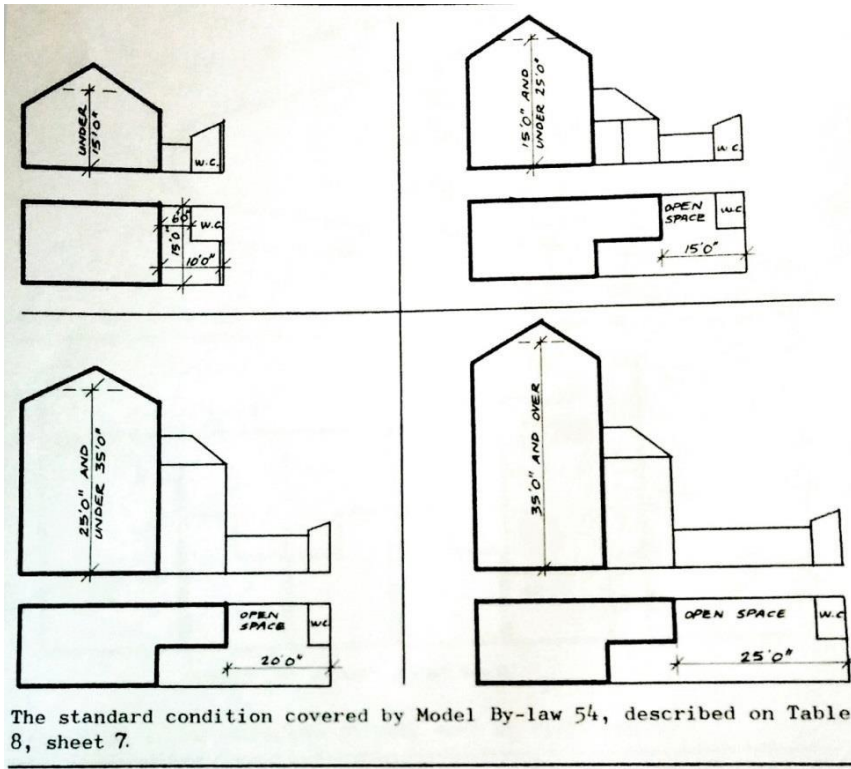 UNDER
15'0"
W.C.
6'0"
W.C.
15'0"
10'0"
15'0" AND
UNDER 25'0"
W.C.
OPEN
SPACE
W.C.
15'0"
25'0" AND
UNDER 35'0"
OPEN
SPACE
W.C.
20'0"
35'0" AND OVER
OPEN SPACE
W.C.
25'0"
The standard condition covered by Model By-law 54, described on Table
8, sheet 7.